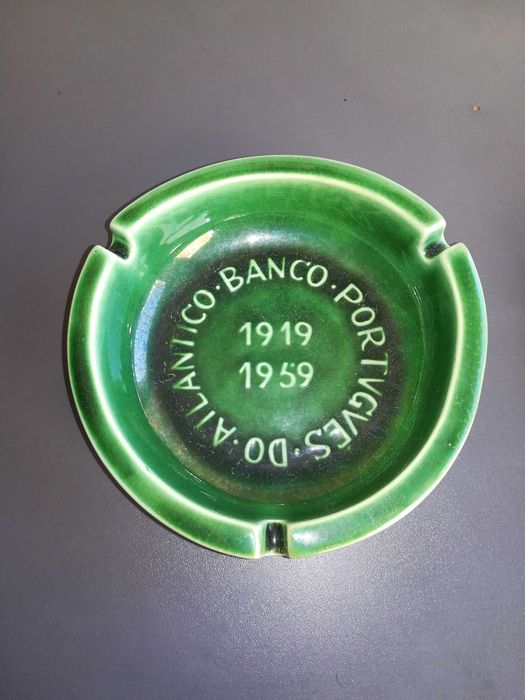 BANCO · PORTVGVES · DO · ATLANTICO ·
1919
1959